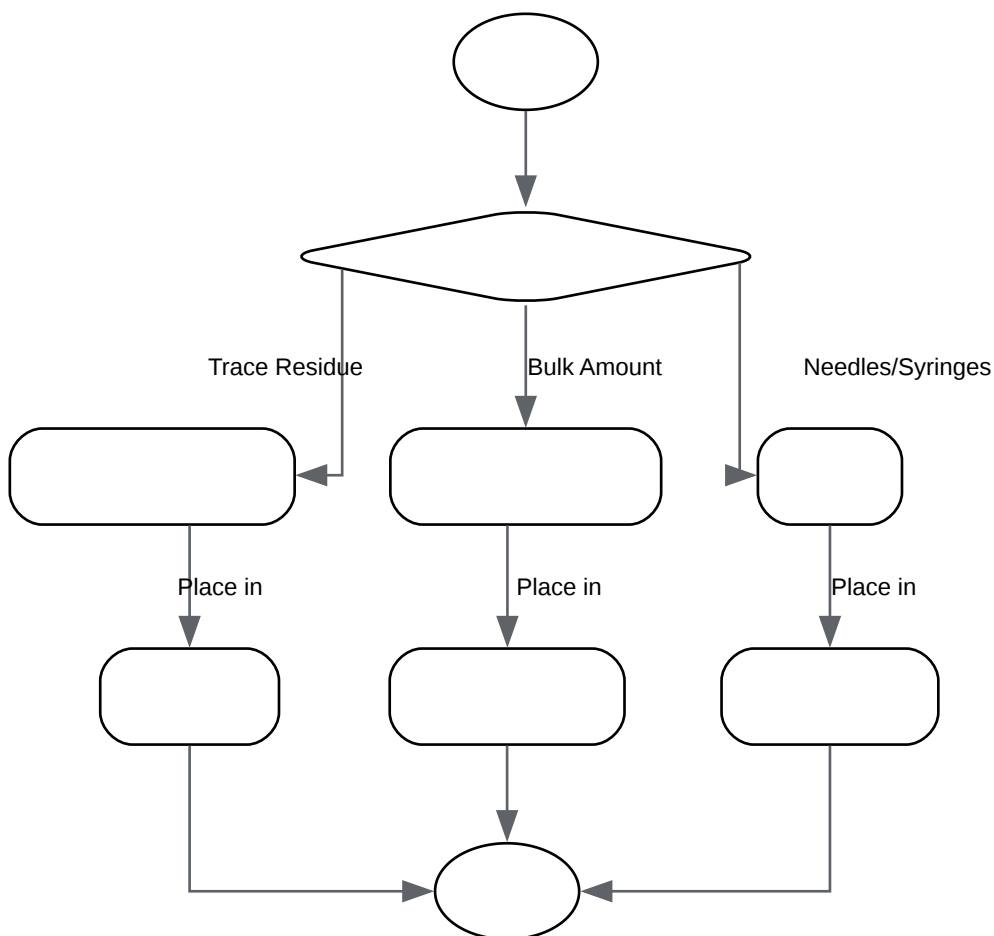 Trace Residue
Bulk Amount
Needles/Syringes
Place in
Place in
Place in